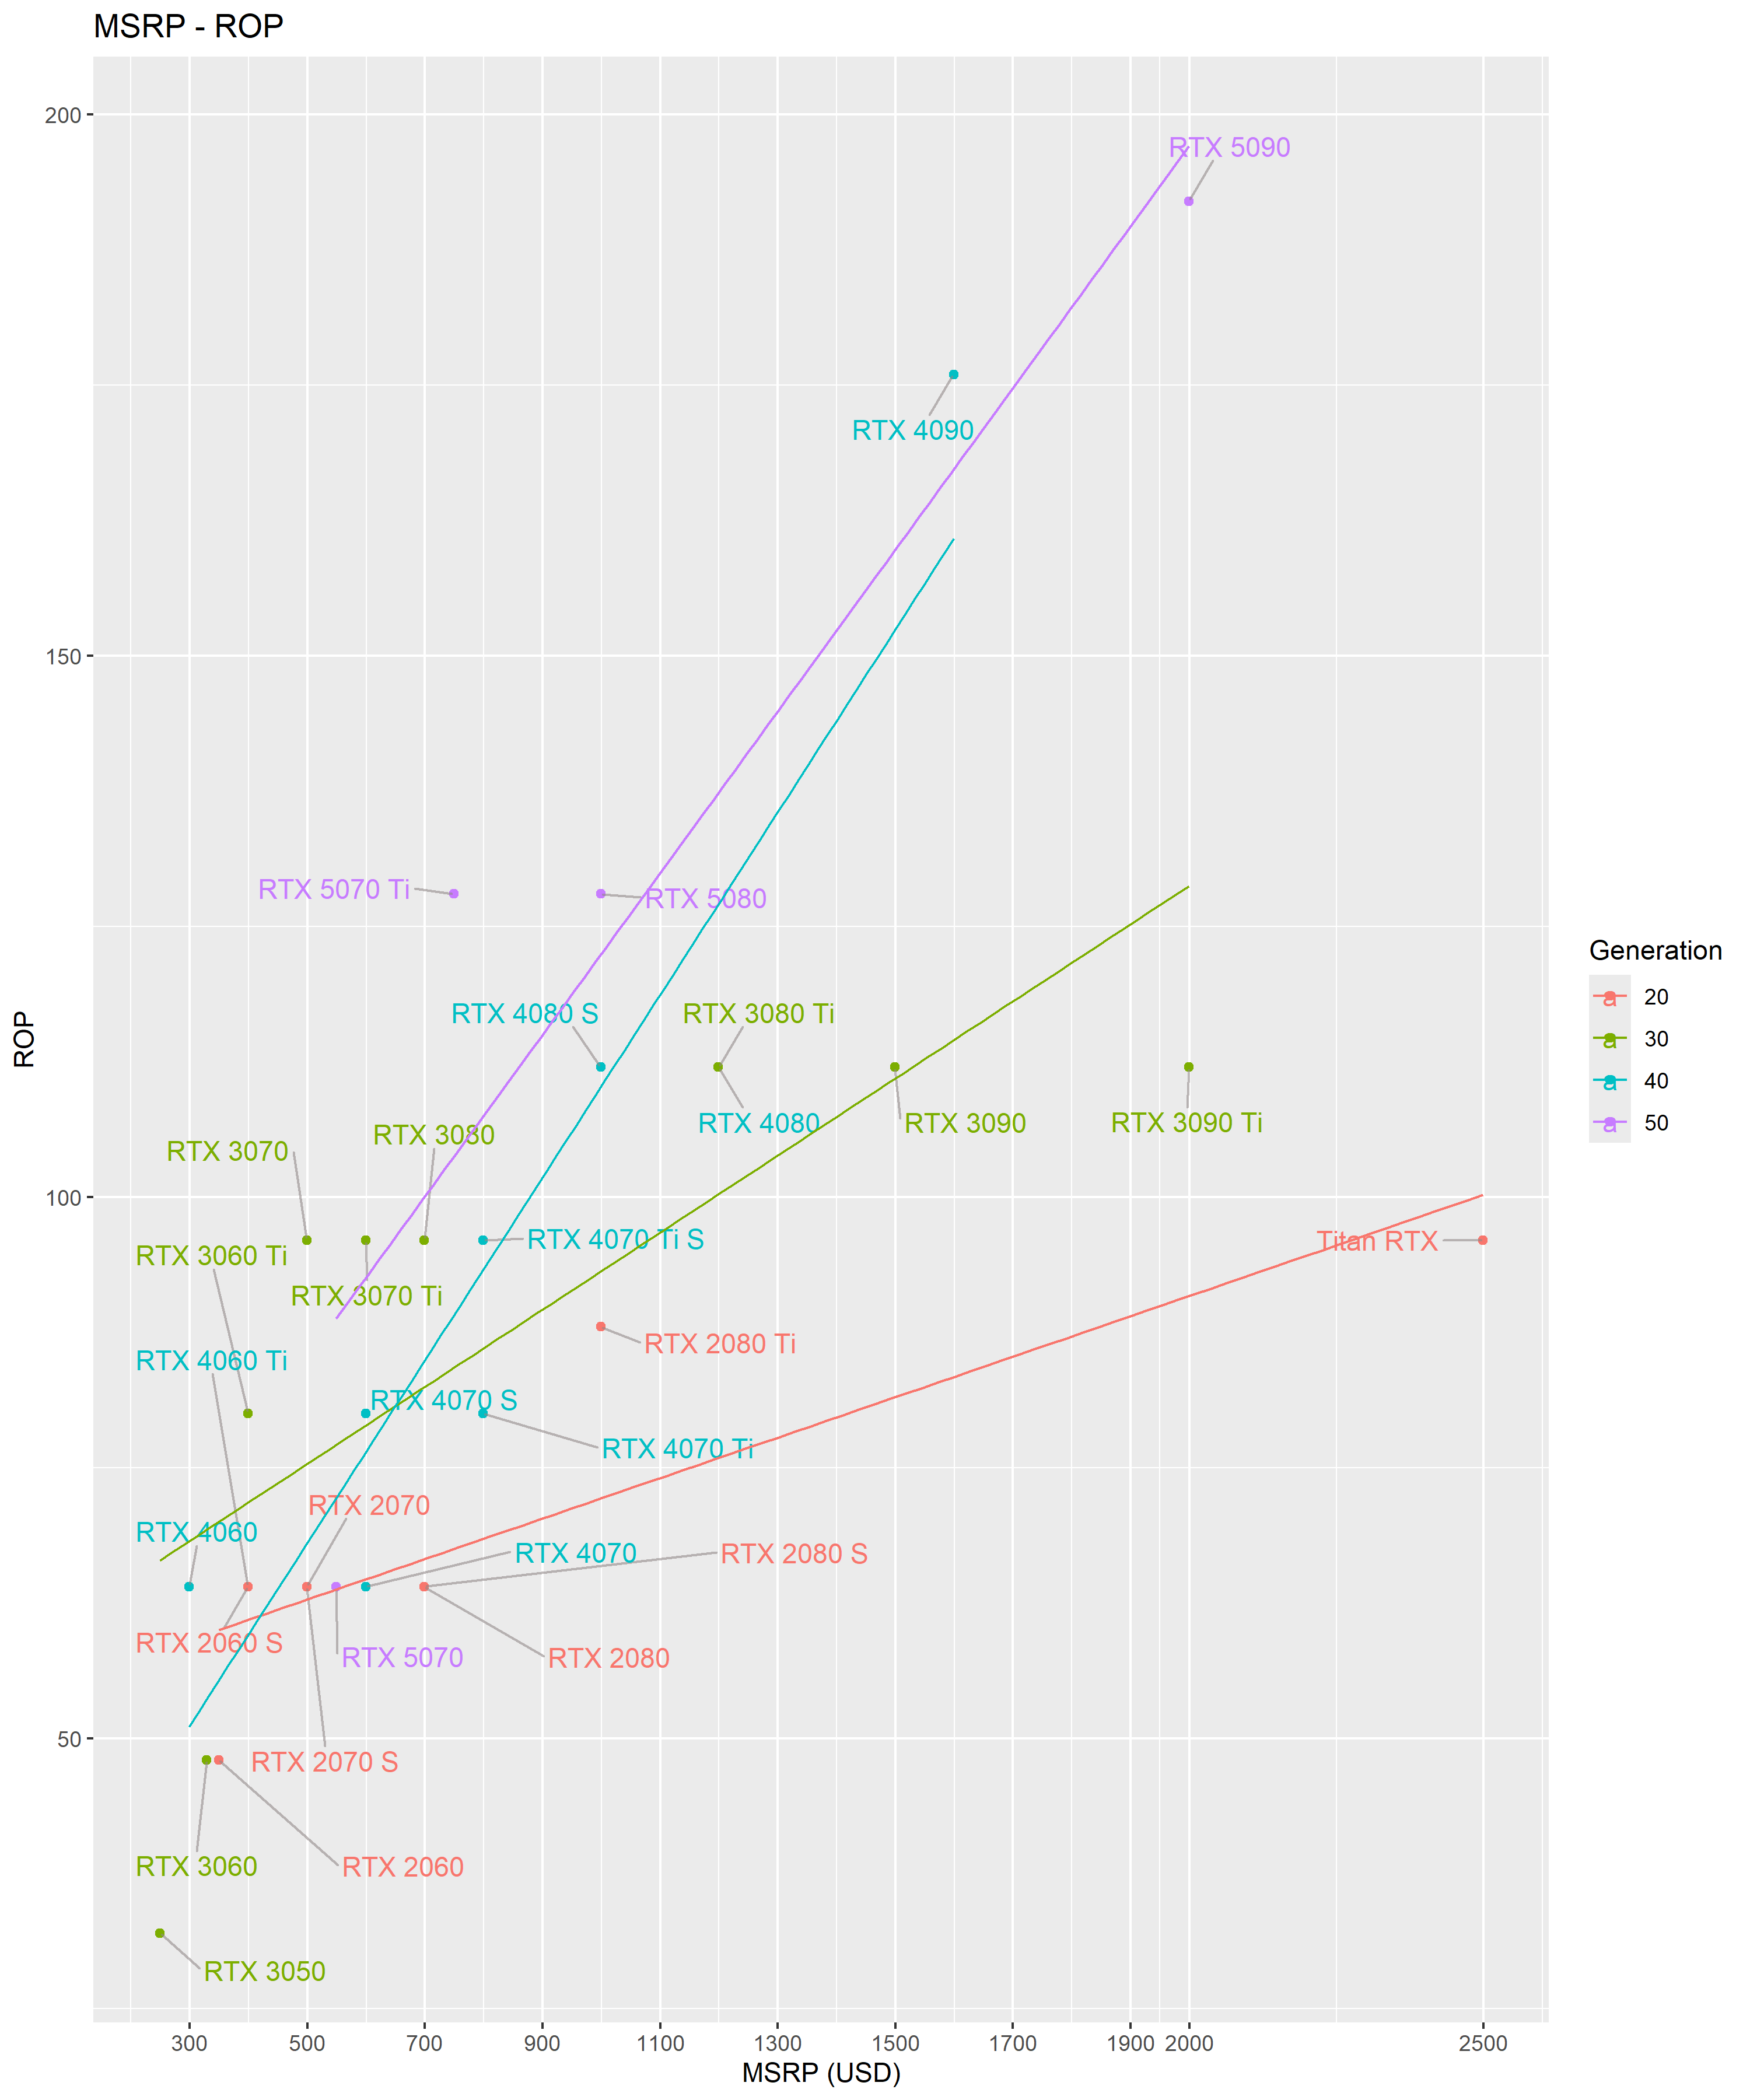 MSRP - ROP
200
RTX 5090
RTX 4090
150
RTX 5070 Ti
RTX 5080
Generation
a 20
a 30
a 40
a 50
RTX 4080 S
RTX 3080 Ti
ROP
RTX 4080
RTX 3090
RTX 3090 Ti
RTX 3080
RTX 3070
100
RTX 4070 Ti S
Titan RTX
RTX 3060 Ti
RTX 3070 Ti
RTX 2080 Ti
RTX 4060 Ti
RTX 4070 S
RTX 4070 Ti
RTX 2070
RTX 4060
RTX 4070
RTX 2080 S
RTX 2060 S
RTX 5070
RTX 2080
50
RTX 2070 S
RTX 3060
RTX 2060
RTX 3050
300 500 700 900 1100 1300 1500 1700 1900 2000 2500
MSRP (USD)